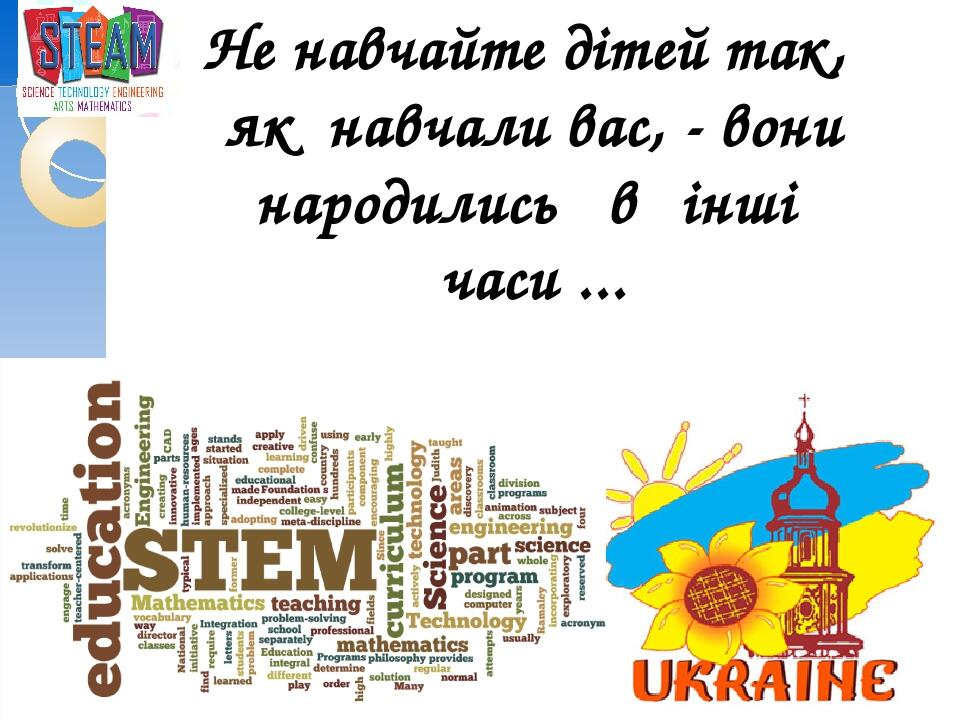 STEAM
SCIENCE TECHNOLOGY ENGINEERING
ARTS MATHEMATICS
Не навчайте дітей так,
як навчали вас, - вони
народились в інші
часи ...
education
time
revolutionize
solve
transform
applications
engage
teacher-centered
acronyms
Engineering
creating
CAD
parts
innovative
human-resources
implemented
ages
approach
stands
started
situation
specialized
apply
creative
learning
complete
educational
made Foundation
independent
easy
college-level
adopting
meta-discipline
driven
confuse
using
country
hundreds
early
participants
component
encouraging
highly
STEM
typical
former
Since
curriculum
technology
actively
Science
taught
Judith
areas
discovery
classrooms
classroom
division
programs
animation
across
subject
four
engineering
part
science
whole
program
designed
computer
years
Technology
Ramaley
incorporating
exploratory
reserved
acronym
usually
attempts
Mathematics
teaching
vocabulary
way
director
classes
National
initiative
Integration
find
require
letters
learned
students
problem
problem-solving
school
separately
professional
fields
mathematics
Education
integral
different
play
Programs
philosophy
provides
determine
regular
order
high
solution
Many
normal
UKRAINE